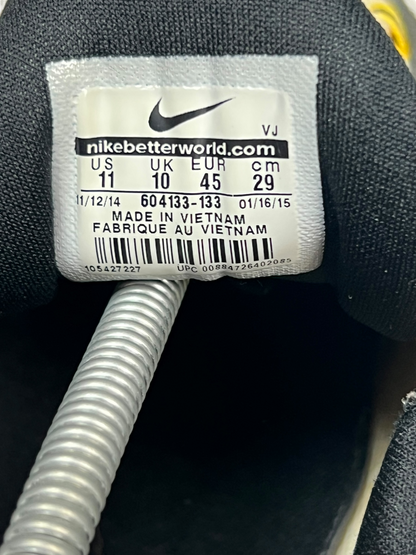 VJ
nikebetterworld.com
US UK EUR cm
11 10 45 29
11/12/14 604133-133 01/16/15
MADE IN VIETNAM
FABRIQUE AU VIETNAM
105427227 UPC 00884726402085